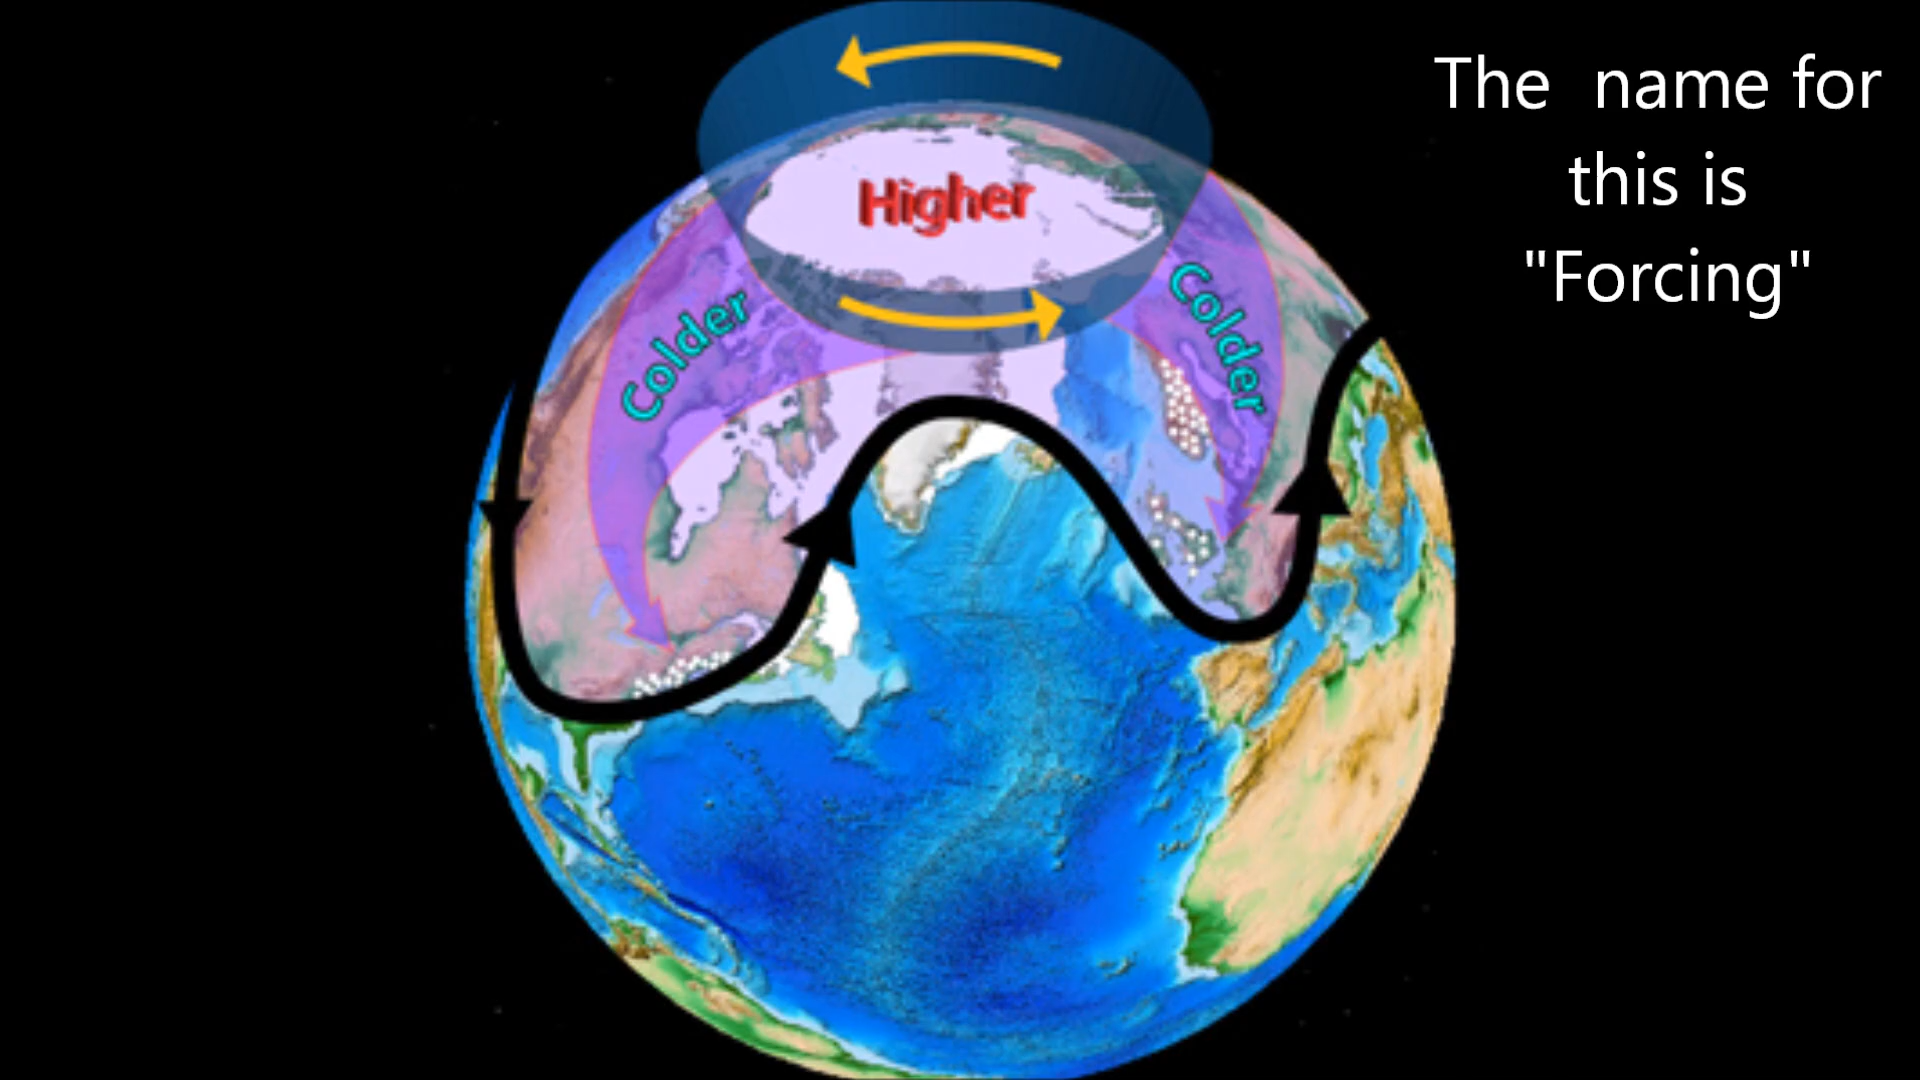 The  name for
this is
"Forcing"
Higher
Colder
Colder